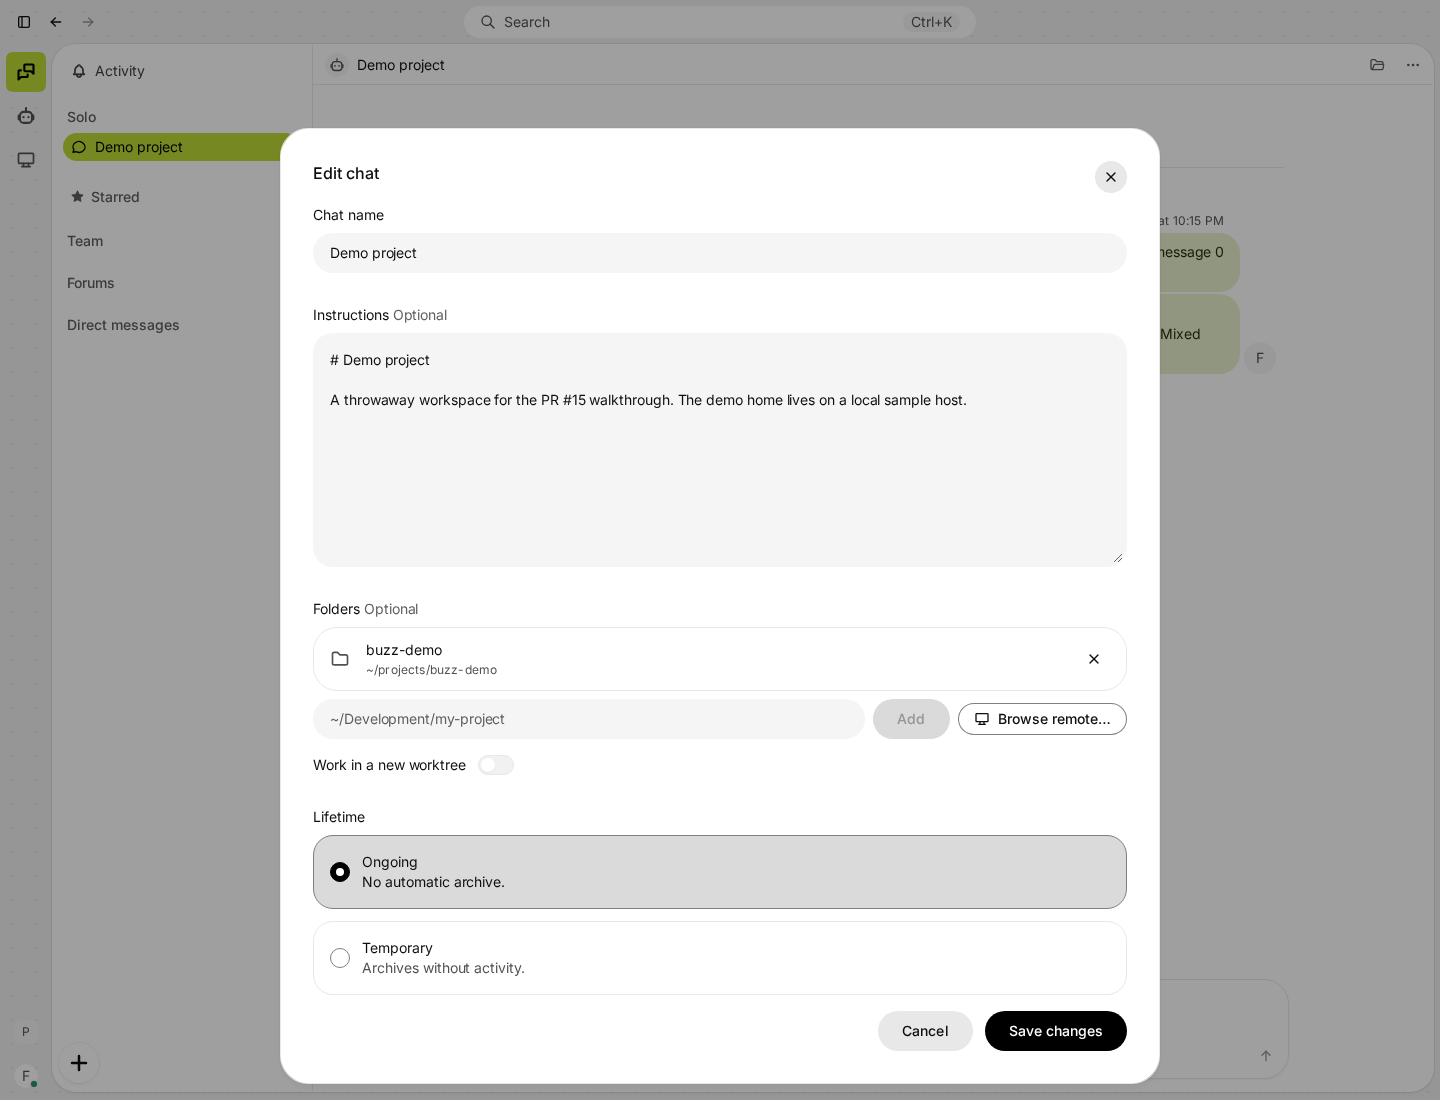 Search
Ctrl+K
Activity
Demo project
Solo
Demo project
Starred
Team
Forums
Direct messages
at 10:15 PM
message 0
Mixed
F
P
F
Edit chat
Chat name
Demo project
Instructions Optional
# Demo project
A throwaway workspace for the PR #15 walkthrough. The demo home lives on a local sample host.
Folders Optional
buzz-demo
~/projects/buzz-demo
~/Development/my-project
Add
Browse remote...
Work in a new worktree
Lifetime
Ongoing
No automatic archive.
Temporary
Archives without activity.
Cancel
Save changes